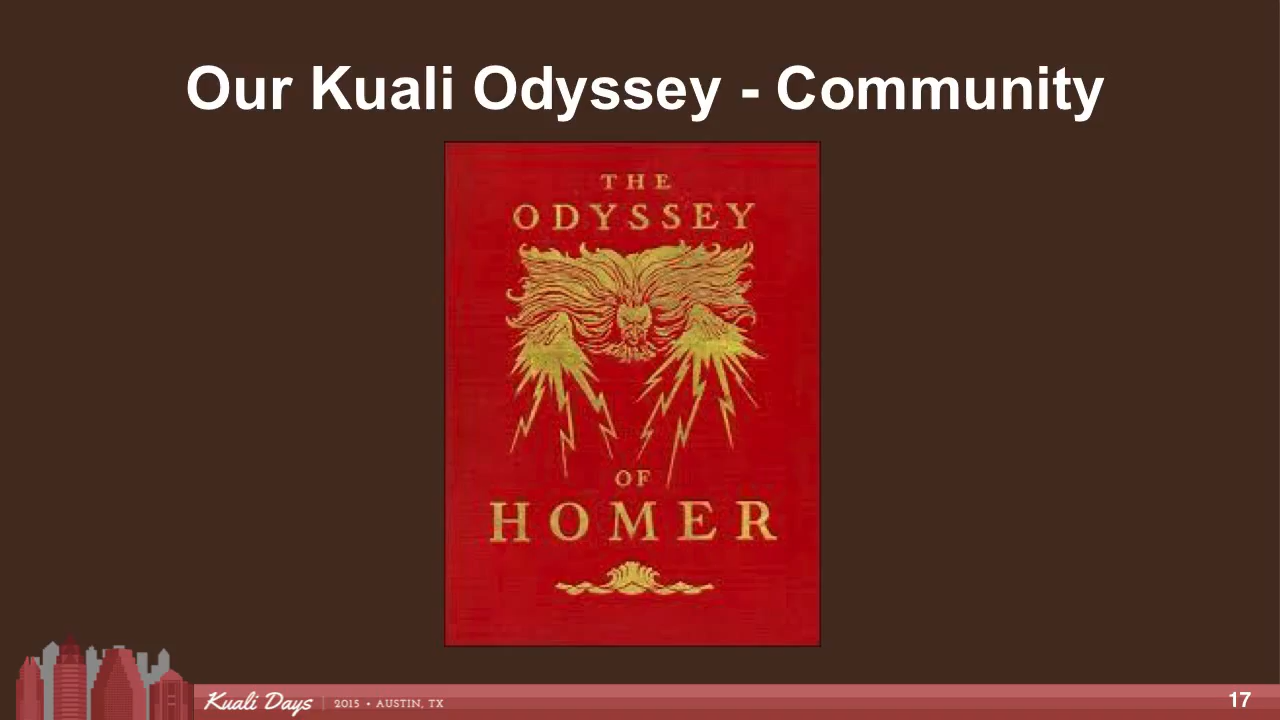 Our Kuali Odyssey - Community
THE
ODYSSEY
OF
HOMER
Kuali Days | 2015 • AUSTIN, TX
17